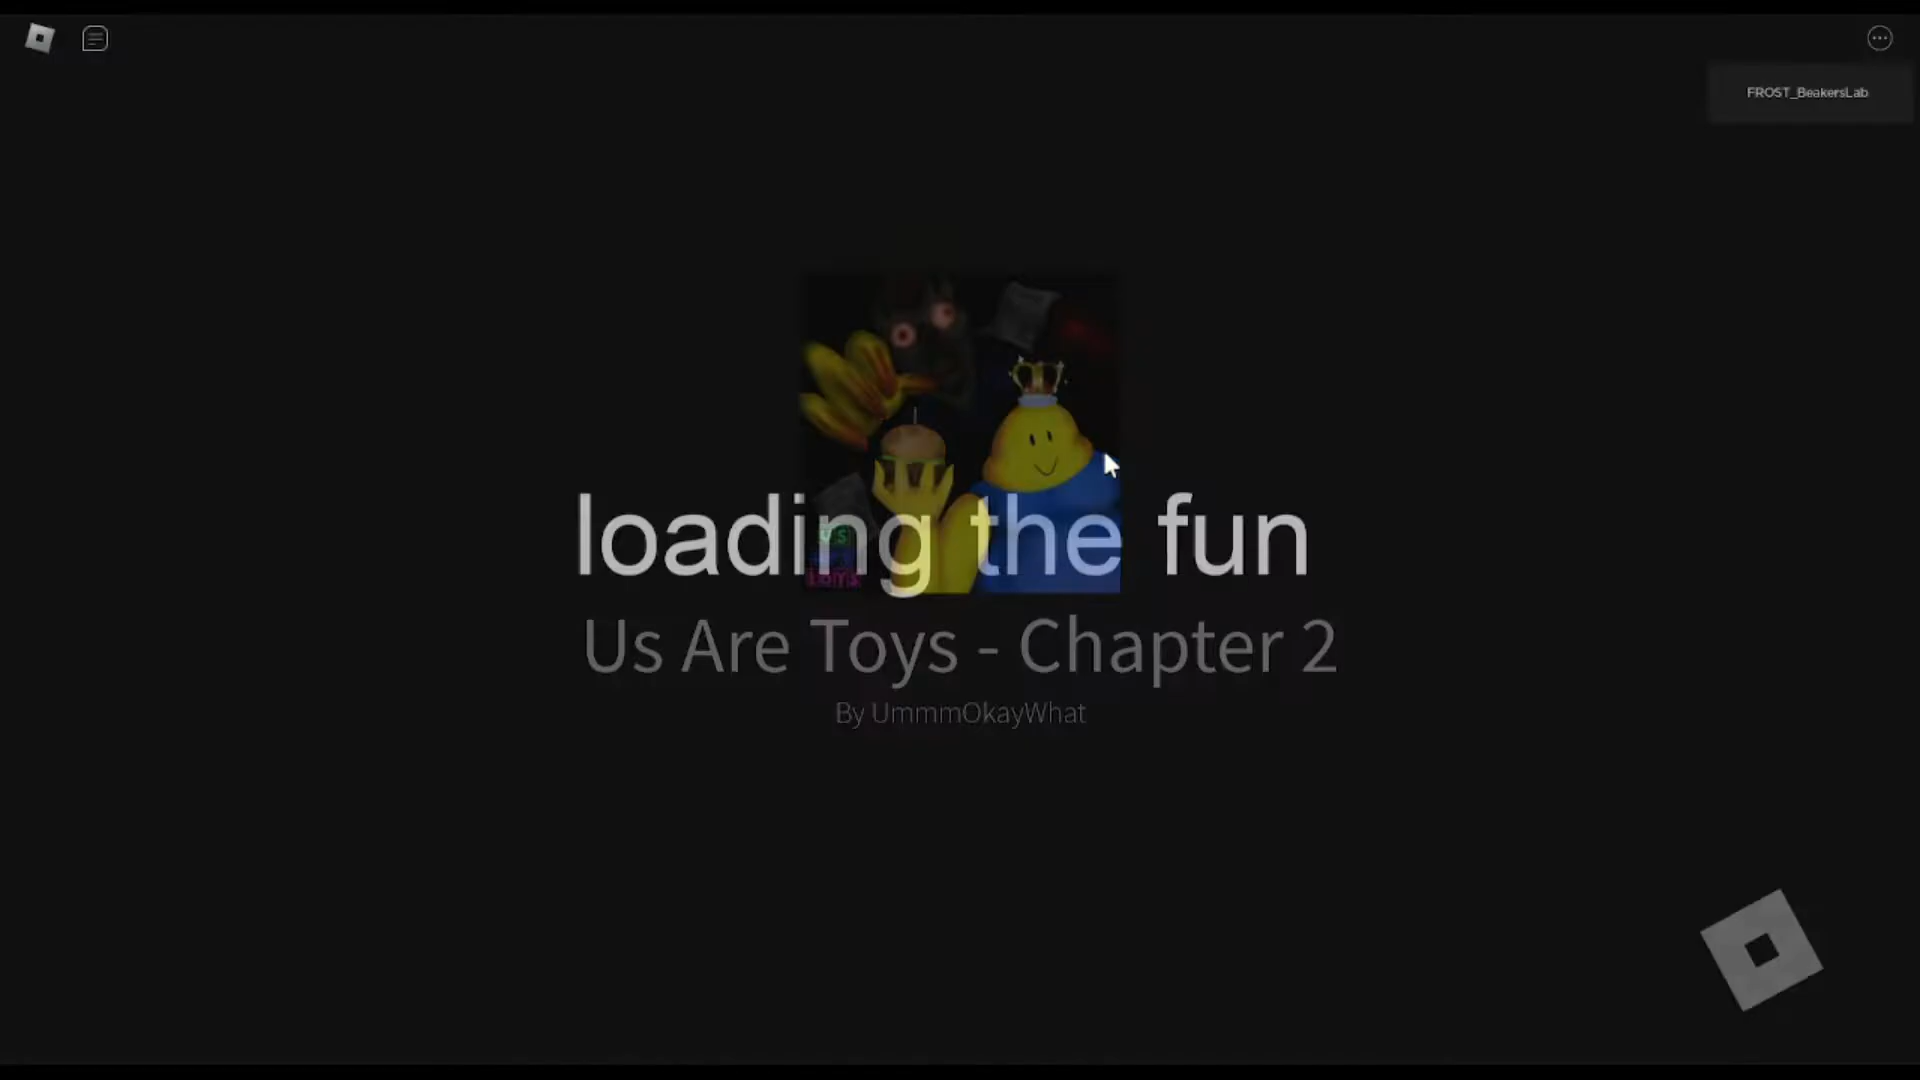 FROST_BeakersLab
loading the fun
Us Are Toys - Chapter 2
By UmmmOkayWhat